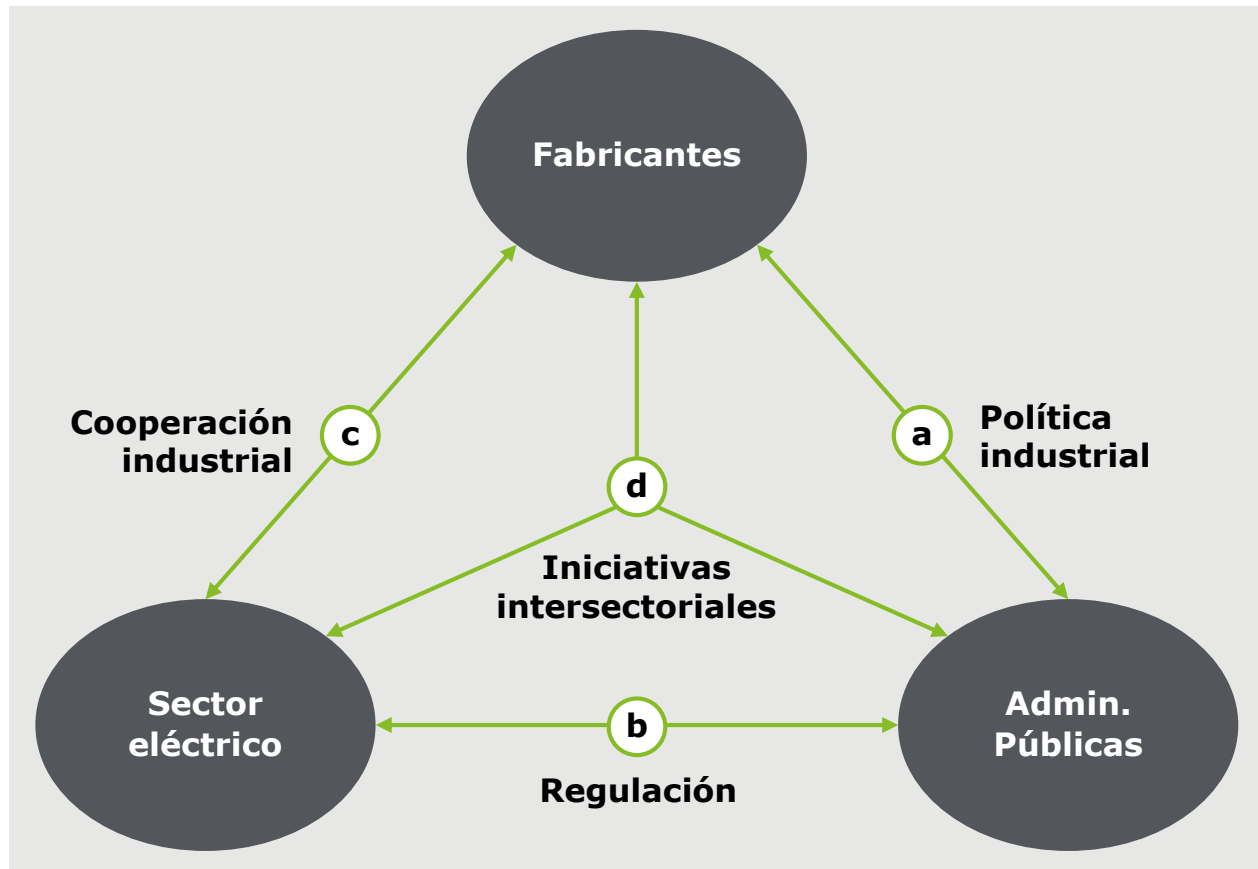 Fabricantes
Cooperación
industrial
c
a
Política
industrial
d
Iniciativas
intersectoriales
Sector
eléctrico
b
Regulación
Admin.
Públicas